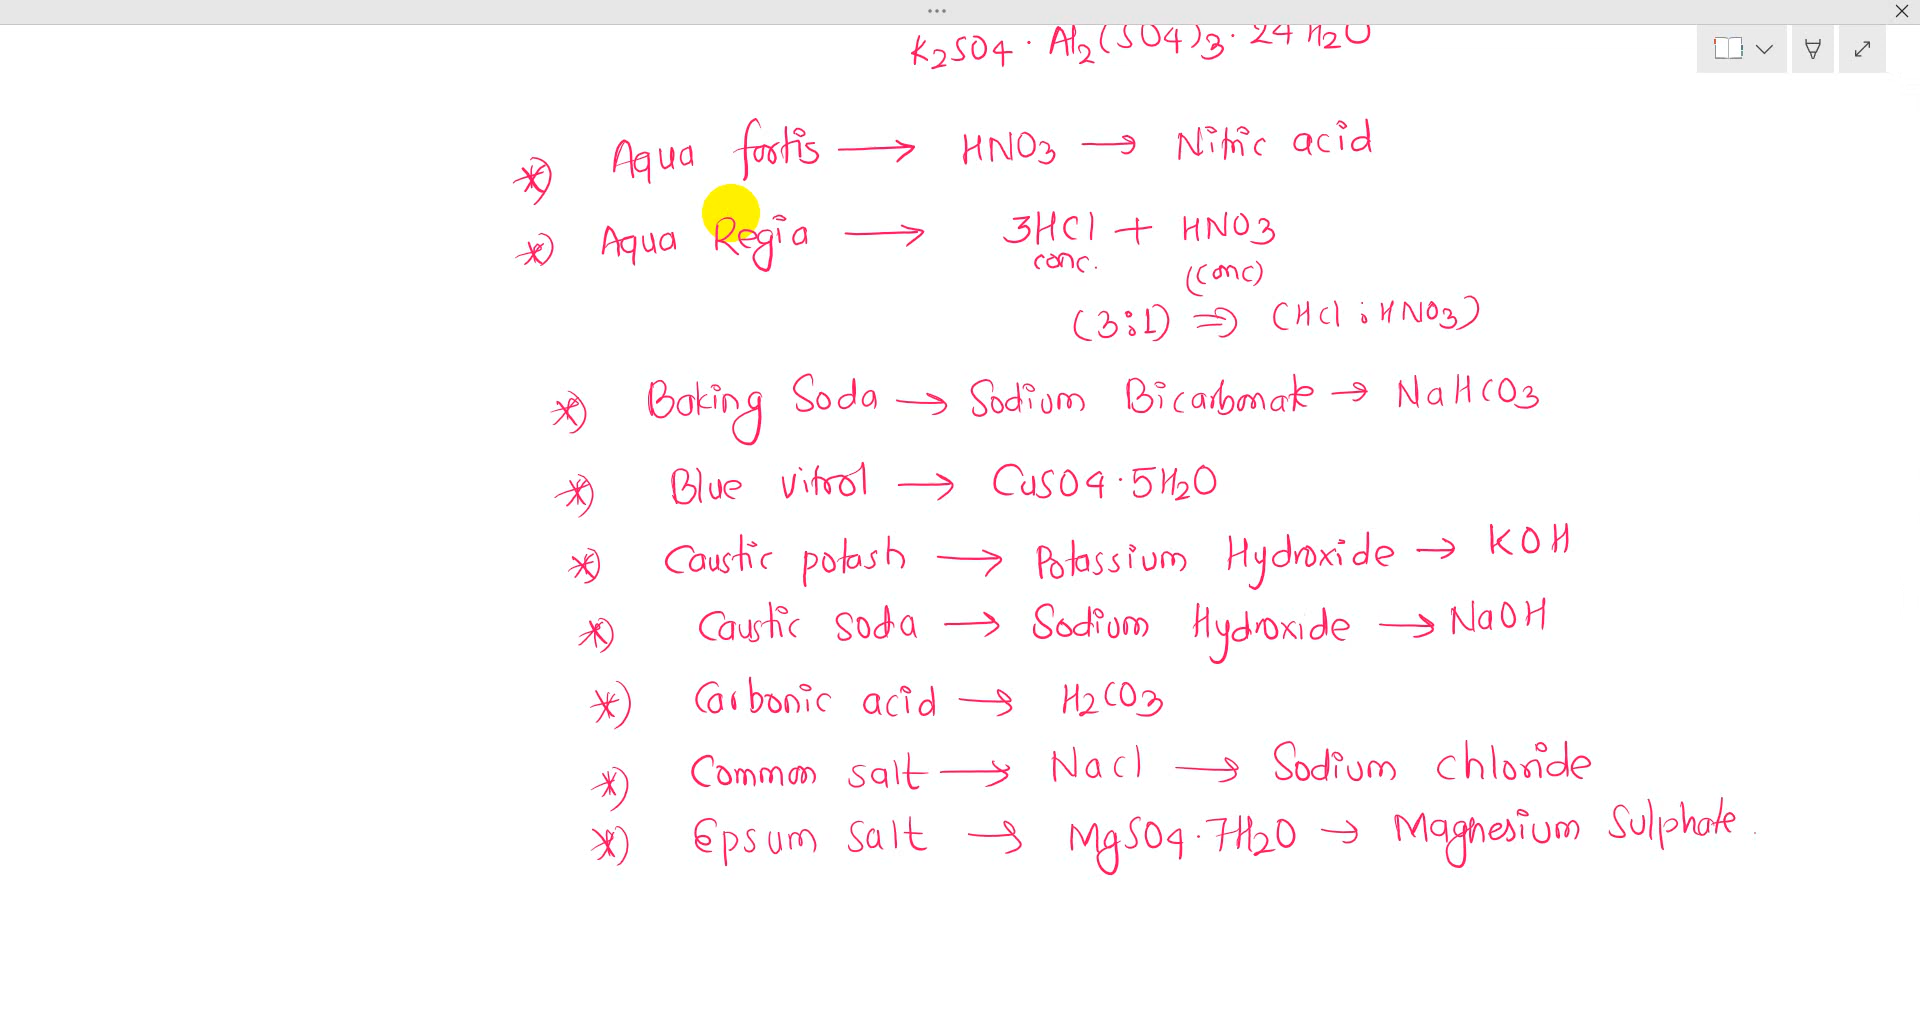 K2SO4 · Al2(SO4)3 · 24 H2O
*) Aqua fortis → HNO3 → Nitric acid
*) Aqua Regia → 3HCl + HNO3
conc. (conc)
(3:1) ⇒ (HCl : HNO3)
*) Baking Soda → Sodium Bicarbonate → NaHCO3
*) Blue vitrol → CuSO4 · 5H2O
*) Caustic potash → Potassium Hydroxide → KOH
*) Caustic soda → Sodium Hydroxide → NaOH
*) Carbonic acid → H2CO3
*) Common salt → NaCl → Sodium chloride
*) Epsum salt → MgSO4 · 7H2O → Magnesium Sulphate.